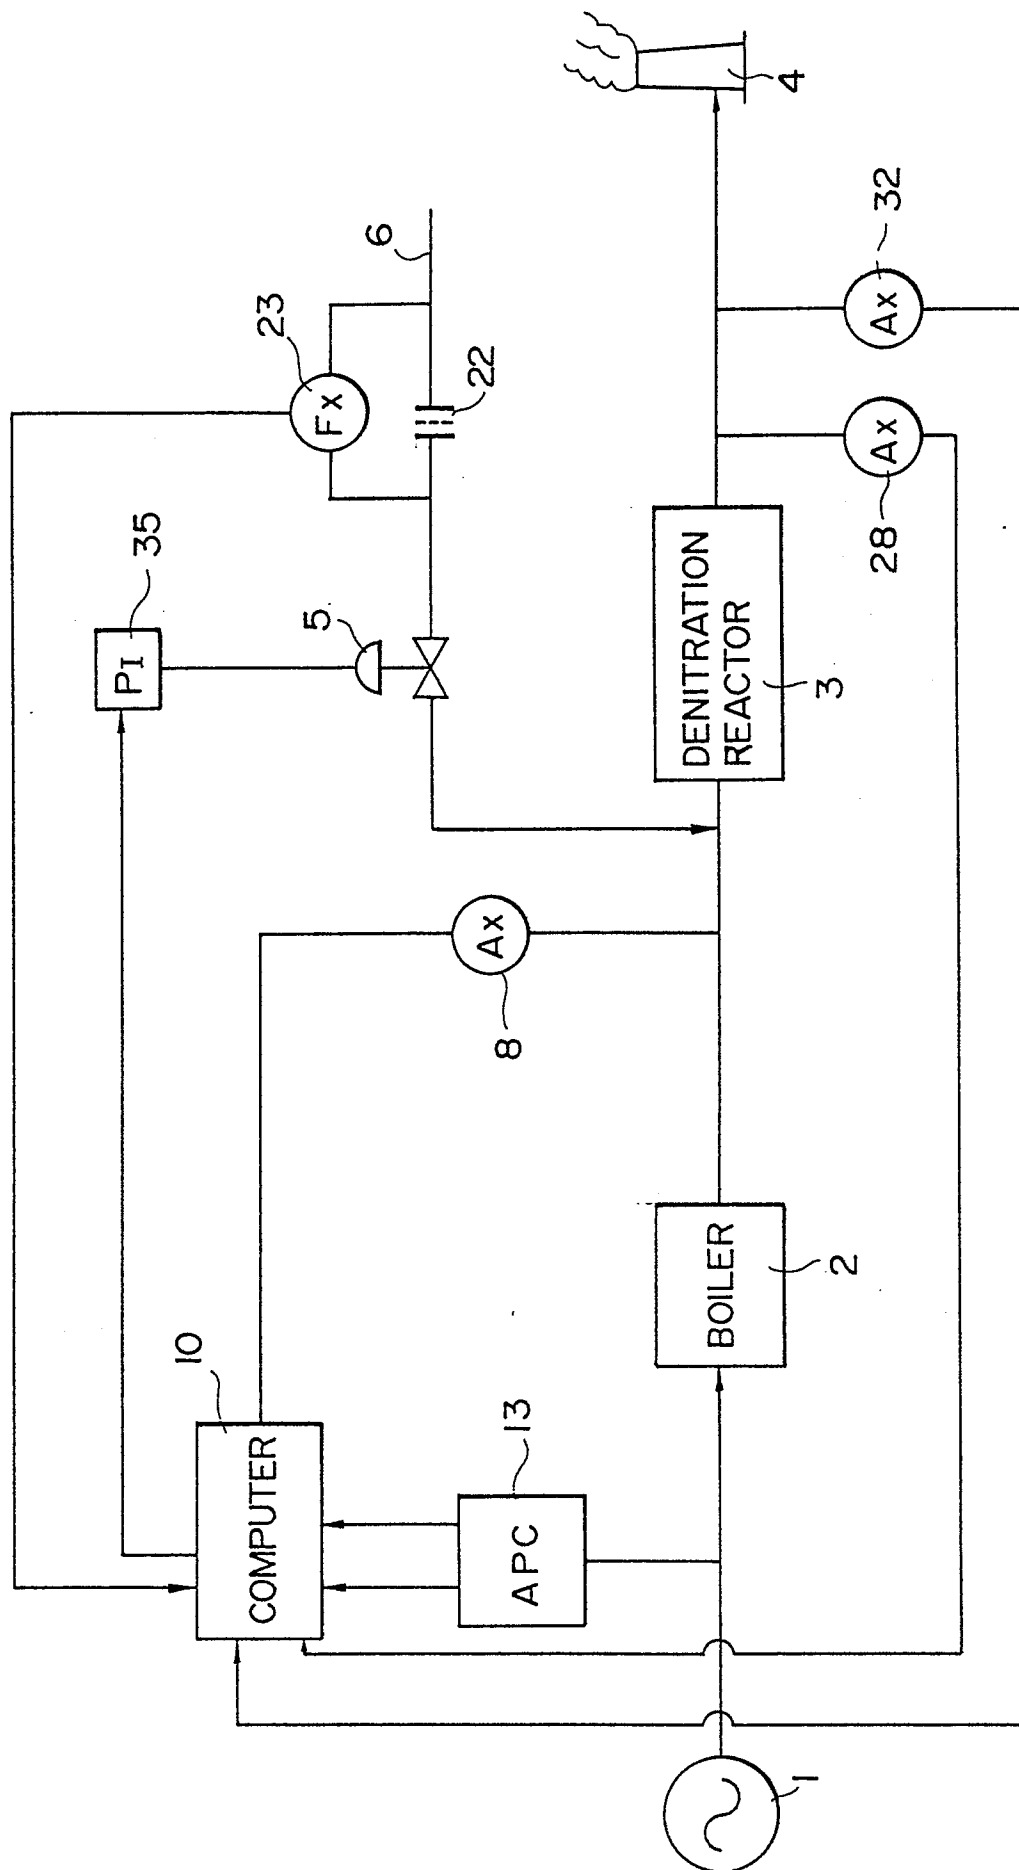 10
COMPUTER
13
APC
1
BOILER
2
Ax
8
PI
35
5
Fx
23
6
22
DENITRATION
REACTOR
3
Ax
28
Ax
32
4